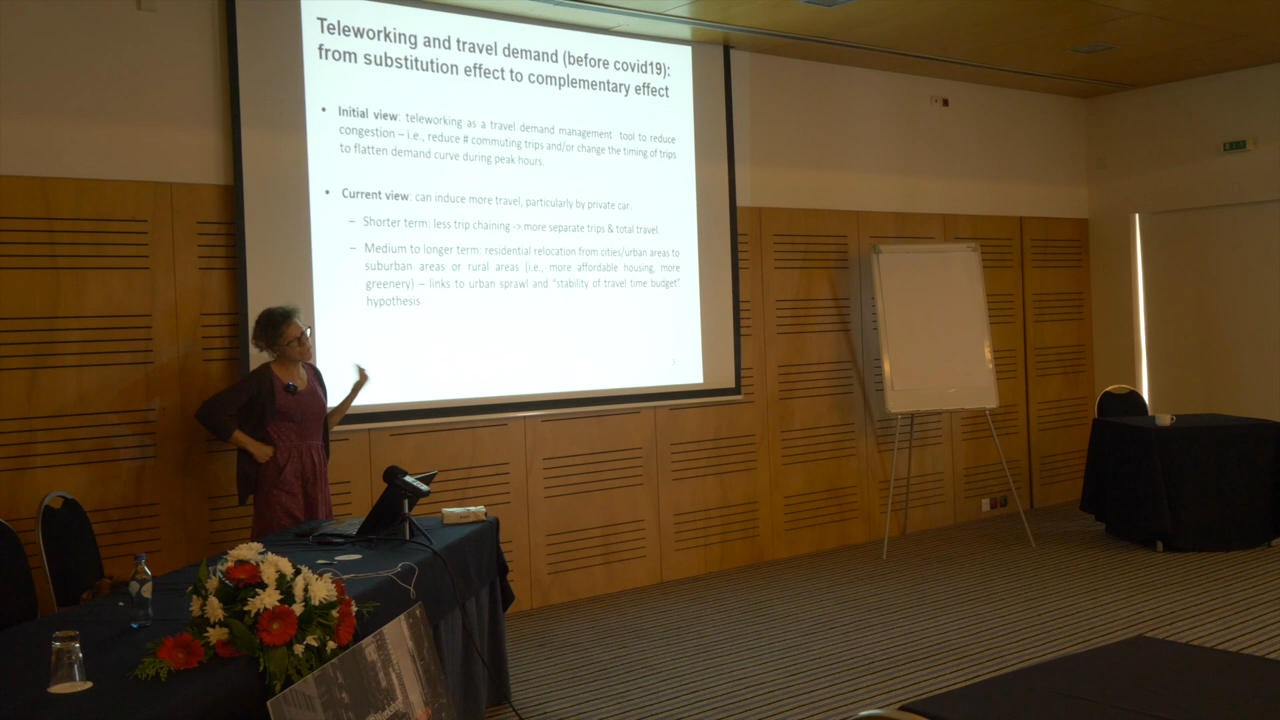 Teleworking and travel demand (before covid19):
from substitution effect to complementary effect
• Initial view: teleworking as a travel demand management tool to reduce
congestion – i.e., reduce # commuting trips and/or change the timing of trips
to flatten demand curve during peak hours.
• Current view: can induce more travel, particularly by private car.
– Shorter term: less trip chaining -> more separate trips & total travel.
– Medium to longer term: residential relocation from cities/urban areas to
suburban areas or rural areas (i.e., more affordable housing, more
greenery) – links to urban sprawl and "stability of travel time budget"
hypothesis